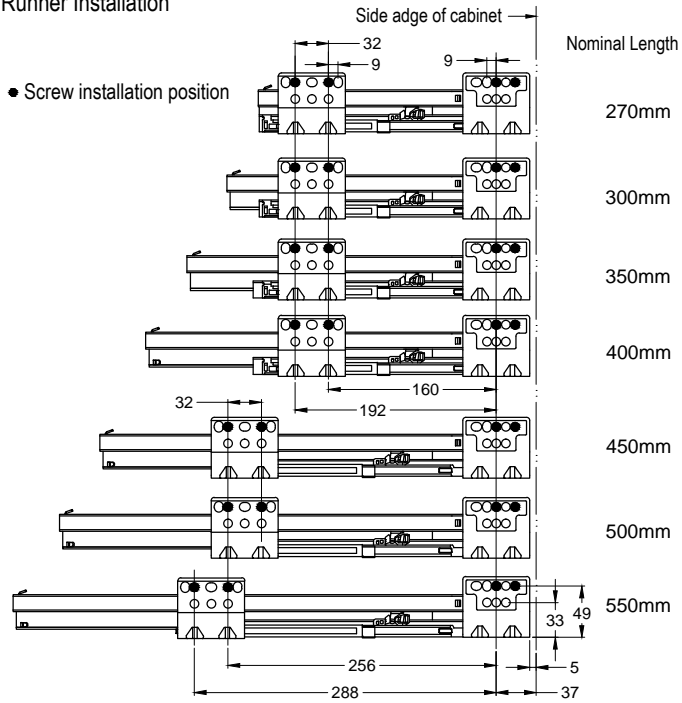 Runner Installation
Side adge of cabinet
32
9
9
Nominal Length
● Screw installation position
270mm
300mm
350mm
400mm
160
192
32
450mm
500mm
550mm
33
49
256
5
288
37